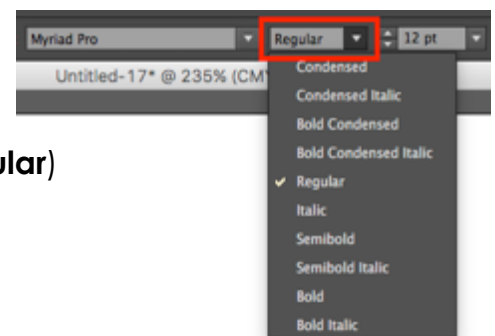 Myriad Pro Regular 12 pt
Untitled-17* @ 235% (CM
Condensed
Condensed Italic
Bold Condensed
Bold Condensed Italic
ular)
Regular
Italic
Semibold
Semibold Italic
Bold
Bold Italic